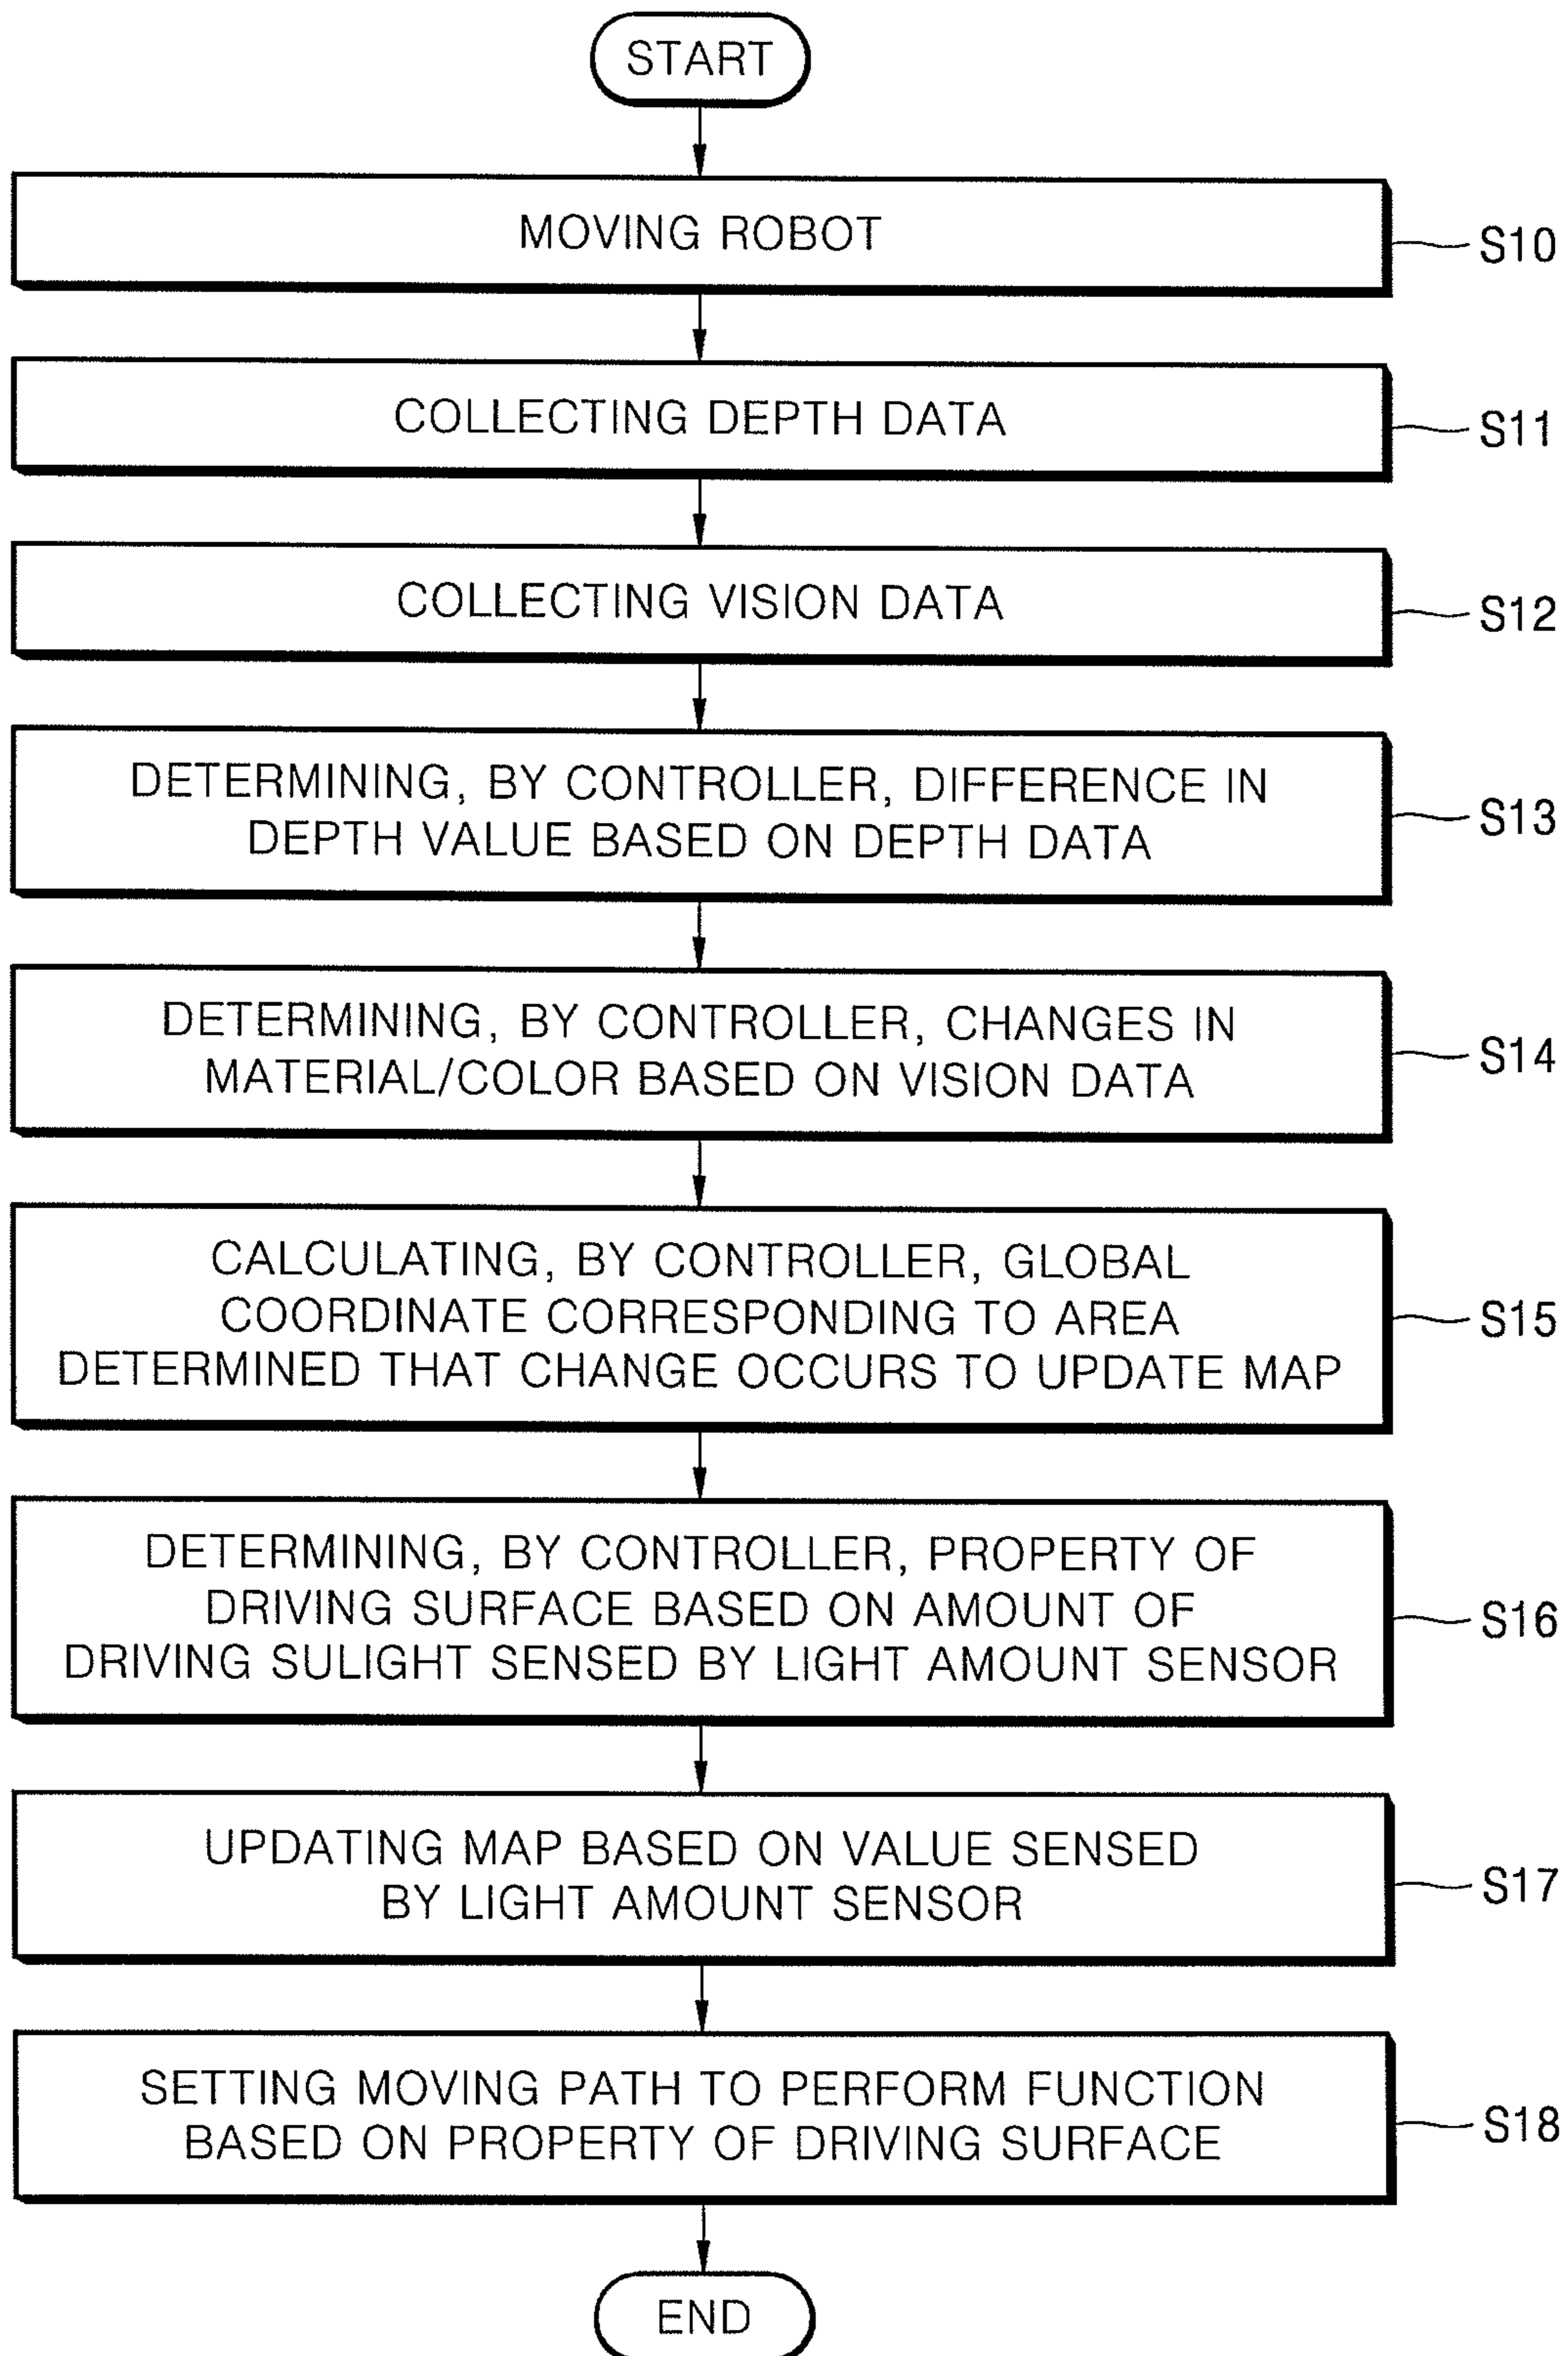 START
MOVING ROBOT
S10
COLLECTING DEPTH DATA
S11
COLLECTING VISION DATA
S12
DETERMINING, BY CONTROLLER, DIFFERENCE IN
DEPTH VALUE BASED ON DEPTH DATA
S13
DETERMINING, BY CONTROLLER, CHANGES IN
MATERIAL/COLOR BASED ON VISION DATA
S14
CALCULATING, BY CONTROLLER, GLOBAL
COORDINATE CORRESPONDING TO AREA
DETERMINED THAT CHANGE OCCURS TO UPDATE MAP
S15
DETERMINING, BY CONTROLLER, PROPERTY OF
DRIVING SURFACE BASED ON AMOUNT OF
DRIVING SULIGHT SENSED BY LIGHT AMOUNT SENSOR
S16
UPDATING MAP BASED ON VALUE SENSED
BY LIGHT AMOUNT SENSOR
S17
SETTING MOVING PATH TO PERFORM FUNCTION
BASED ON PROPERTY OF DRIVING SURFACE
S18
END